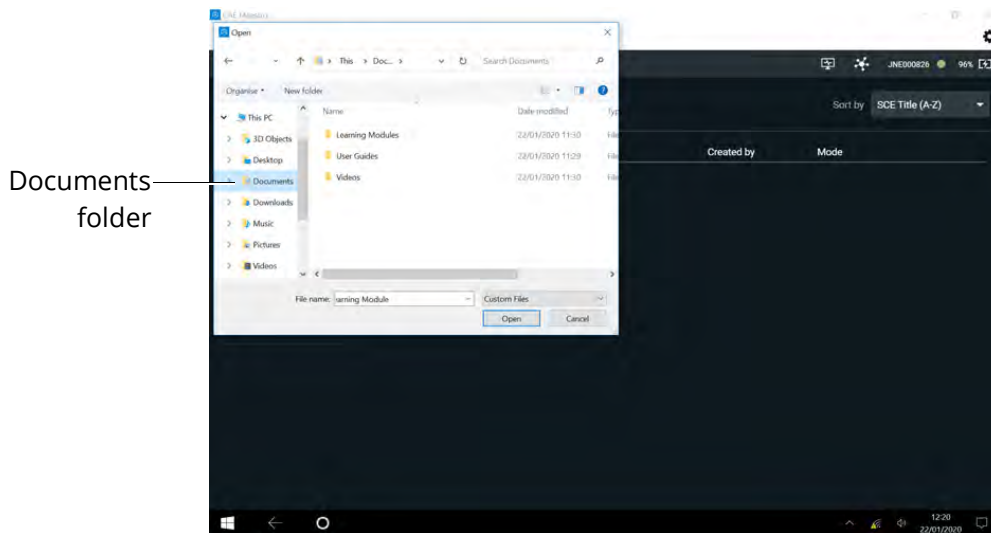 CAE Maestro
Open
This > Doc... >
Search Documents
JNE000826
96%
Organise
New folder
Sort by
SCE Title (A-Z)
This PC
Name
Date modified
3D Objects
Learning Modules
22/01/2020 11:30
Desktop
User Guides
22/01/2020 11:29
Created by
Mode
Documents
folder
Documents
Videos
22/01/2020 11:30
Downloads
Music
Pictures
Videos
File name:
arning Module
Custom Files
Open
Cancel
12:20
22/01/2020